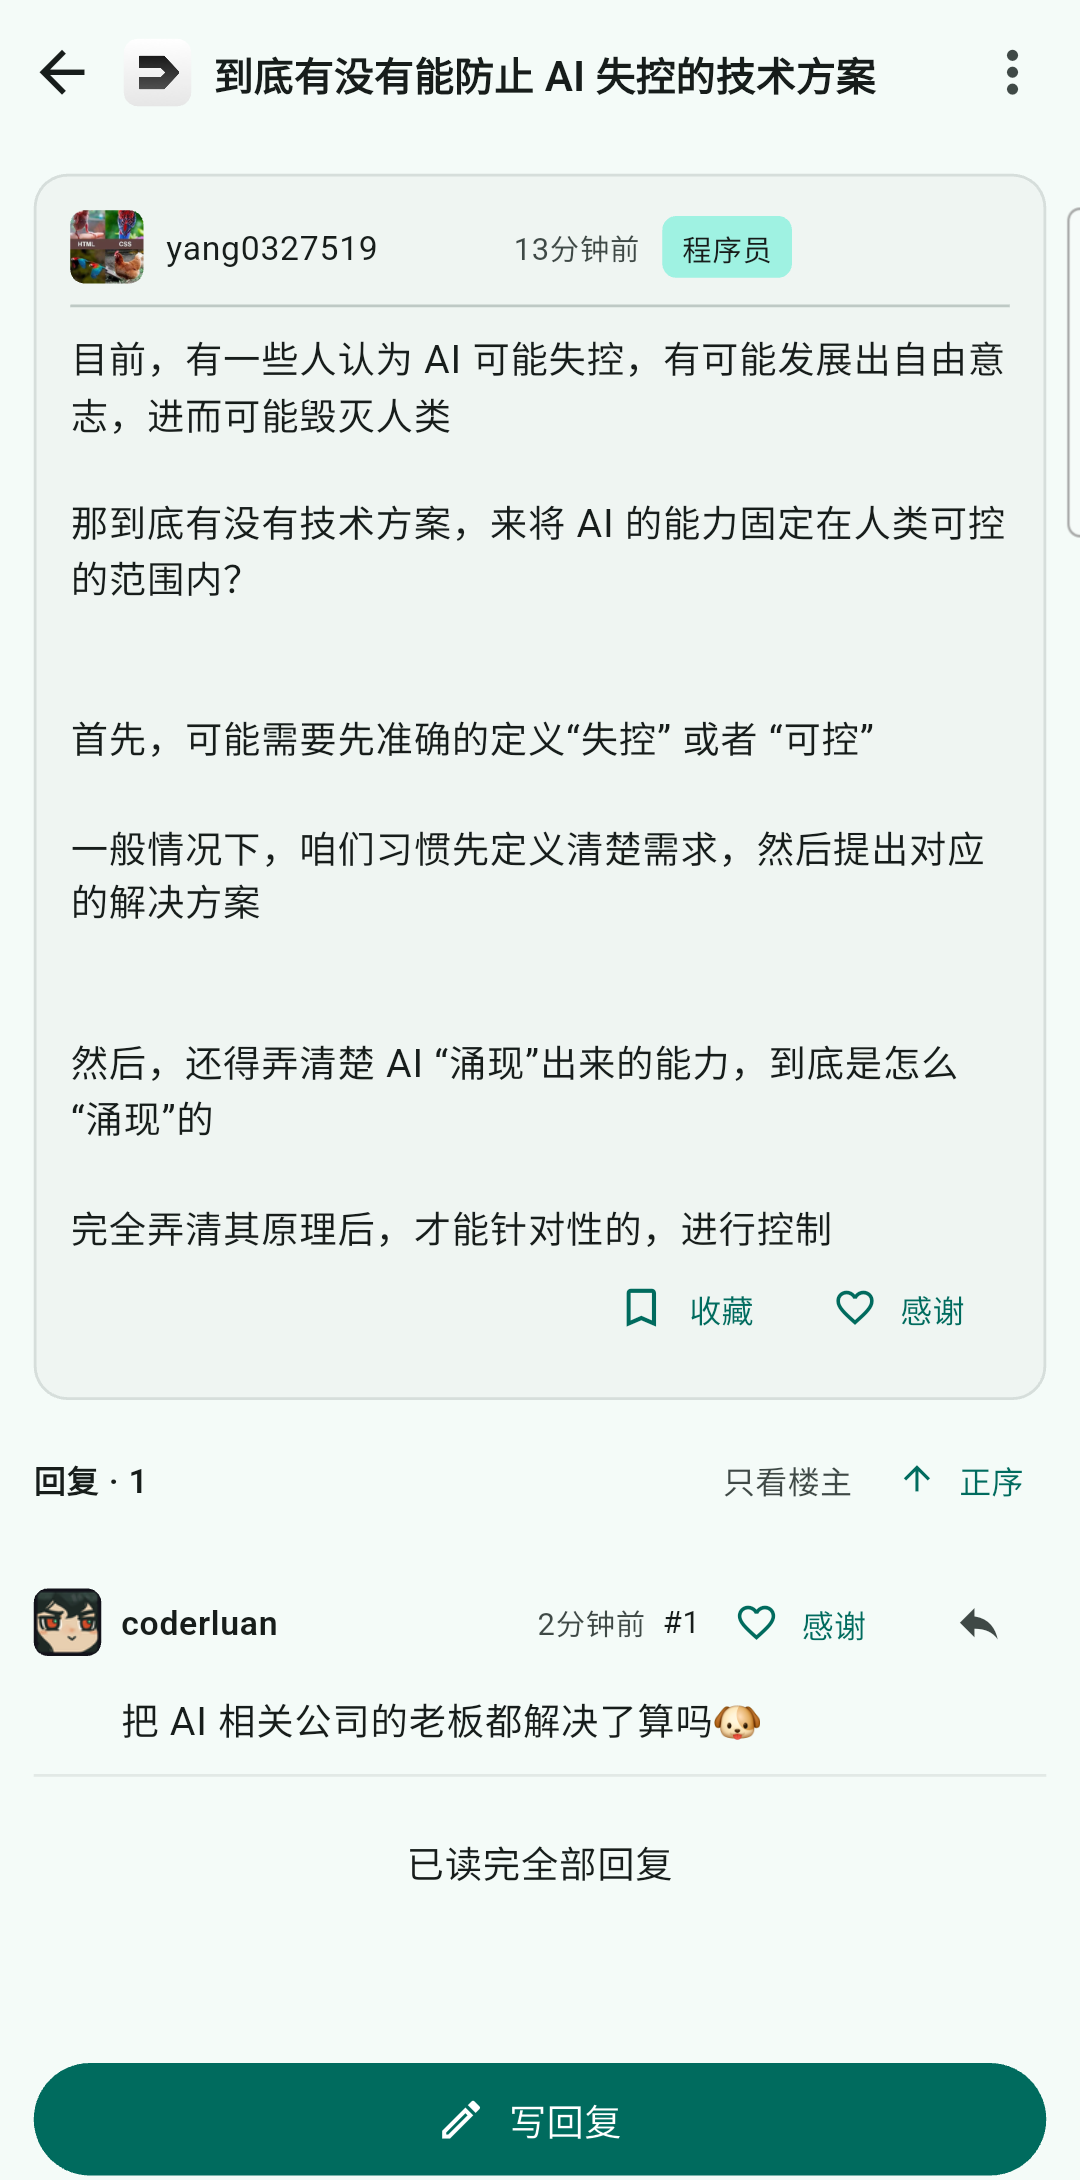 到底有没有能防止 AI 失控的技术方案
HTML CSS
yang0327519 13分钟前 程序员
目前，有一些人认为 AI 可能失控，有可能发展出自由意
志，进而可能毁灭人类
那到底有没有技术方案，来将 AI 的能力固定在人类可控
的范围内？
首先，可能需要先准确的定义“失控” 或者 “可控”
一般情况下，咱们习惯先定义清楚需求，然后提出对应
的解决方案
然后，还得弄清楚 AI “涌现”出来的能力，到底是怎么
“涌现”的
完全弄清其原理后，才能针对性的，进行控制
收藏 感谢
回复 · 1 只看楼主 正序
coderluan 2分钟前 #1 感谢
把 AI 相关公司的老板都解决了算吗🐶
已读完全部回复
写回复